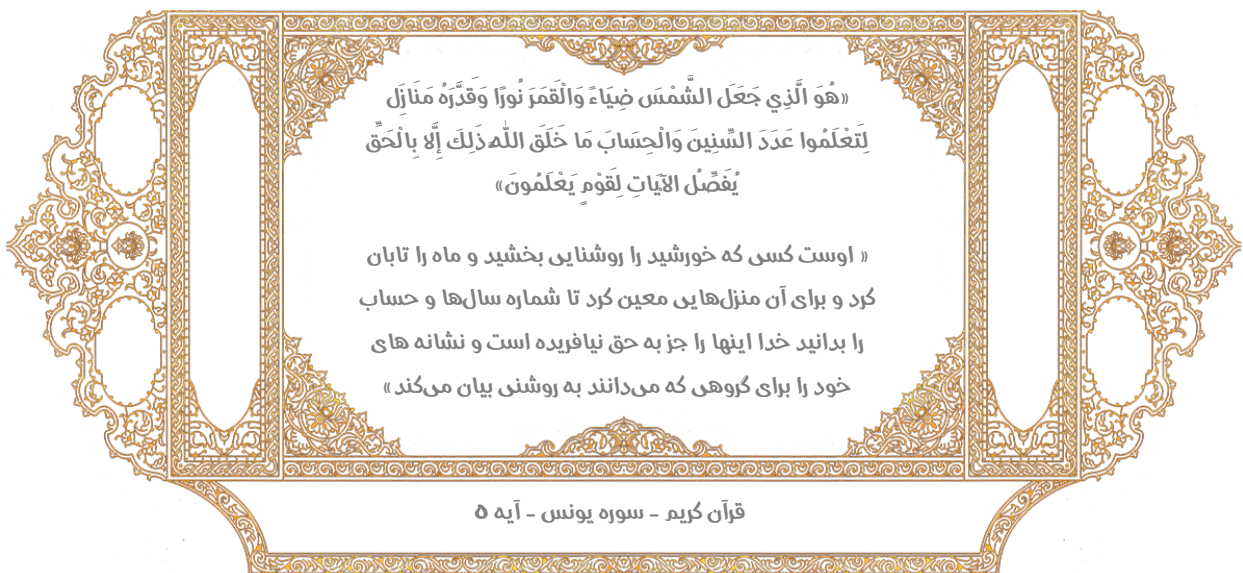 «هُوَ الَّذِي جَعَلَ الشَّمْسَ ضِيَاءً وَالْقَمَرَ نُورًا وَقَدَّرَهُ مَنَازِلَ
لِتَعْلَمُوا عَدَدَ السِّنِينَ وَالْحِسَابَ مَا خَلَقَ اللَّهُ ذَلِكَ إِلَّا بِالْحَقِّ
يُفَصِّلُ الآيَاتِ لِقَوْمٍ يَعْلَمُونَ»
« اوست کسی که خورشید را روشنایی بخشید و ماه را تابان
کرد و برای آن منزل‌هایی معین کرد تا شماره سال‌ها و حساب
را بدانید خدا اینها را جز به حق نیافریده است و نشانه های
خود را برای گروهی که می‌دانند به روشنی بیان می‌کند»
قرآن کریم - سوره یونس - آیه ۵